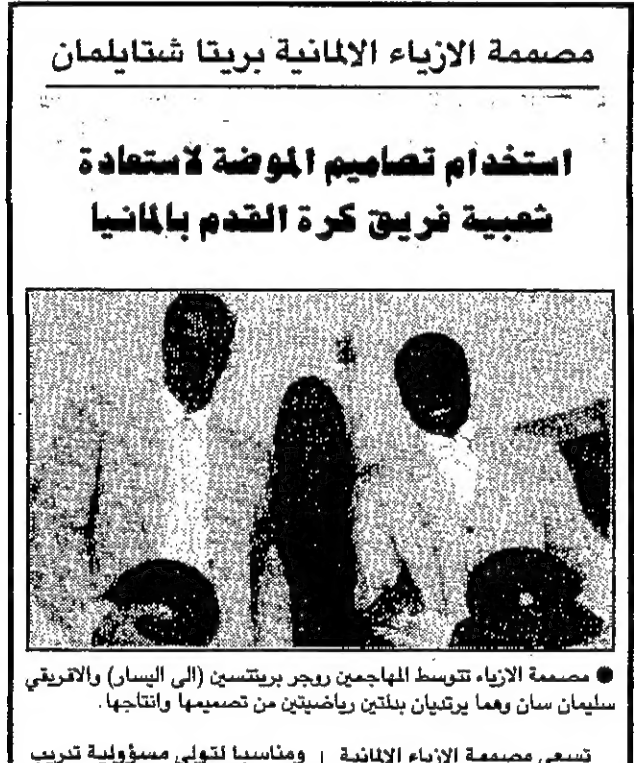 مصممة الازياء الالمانية بريتا شتايلمان
استخدام تصاميم الموضة لاستعادة
شعبية فريق كرة القدم بالمانيا
● مصممة الازياء تتوسط المهاجمين روجر بريتتسين (الى اليسار) والافريقي
سليمان سان وهما يرتديان بدلتين رياضيتين من تصميمها وانتاجها .
تسعى مصممة الازياء الالمانية
ومناسبا لتولي مسؤولية تدريب